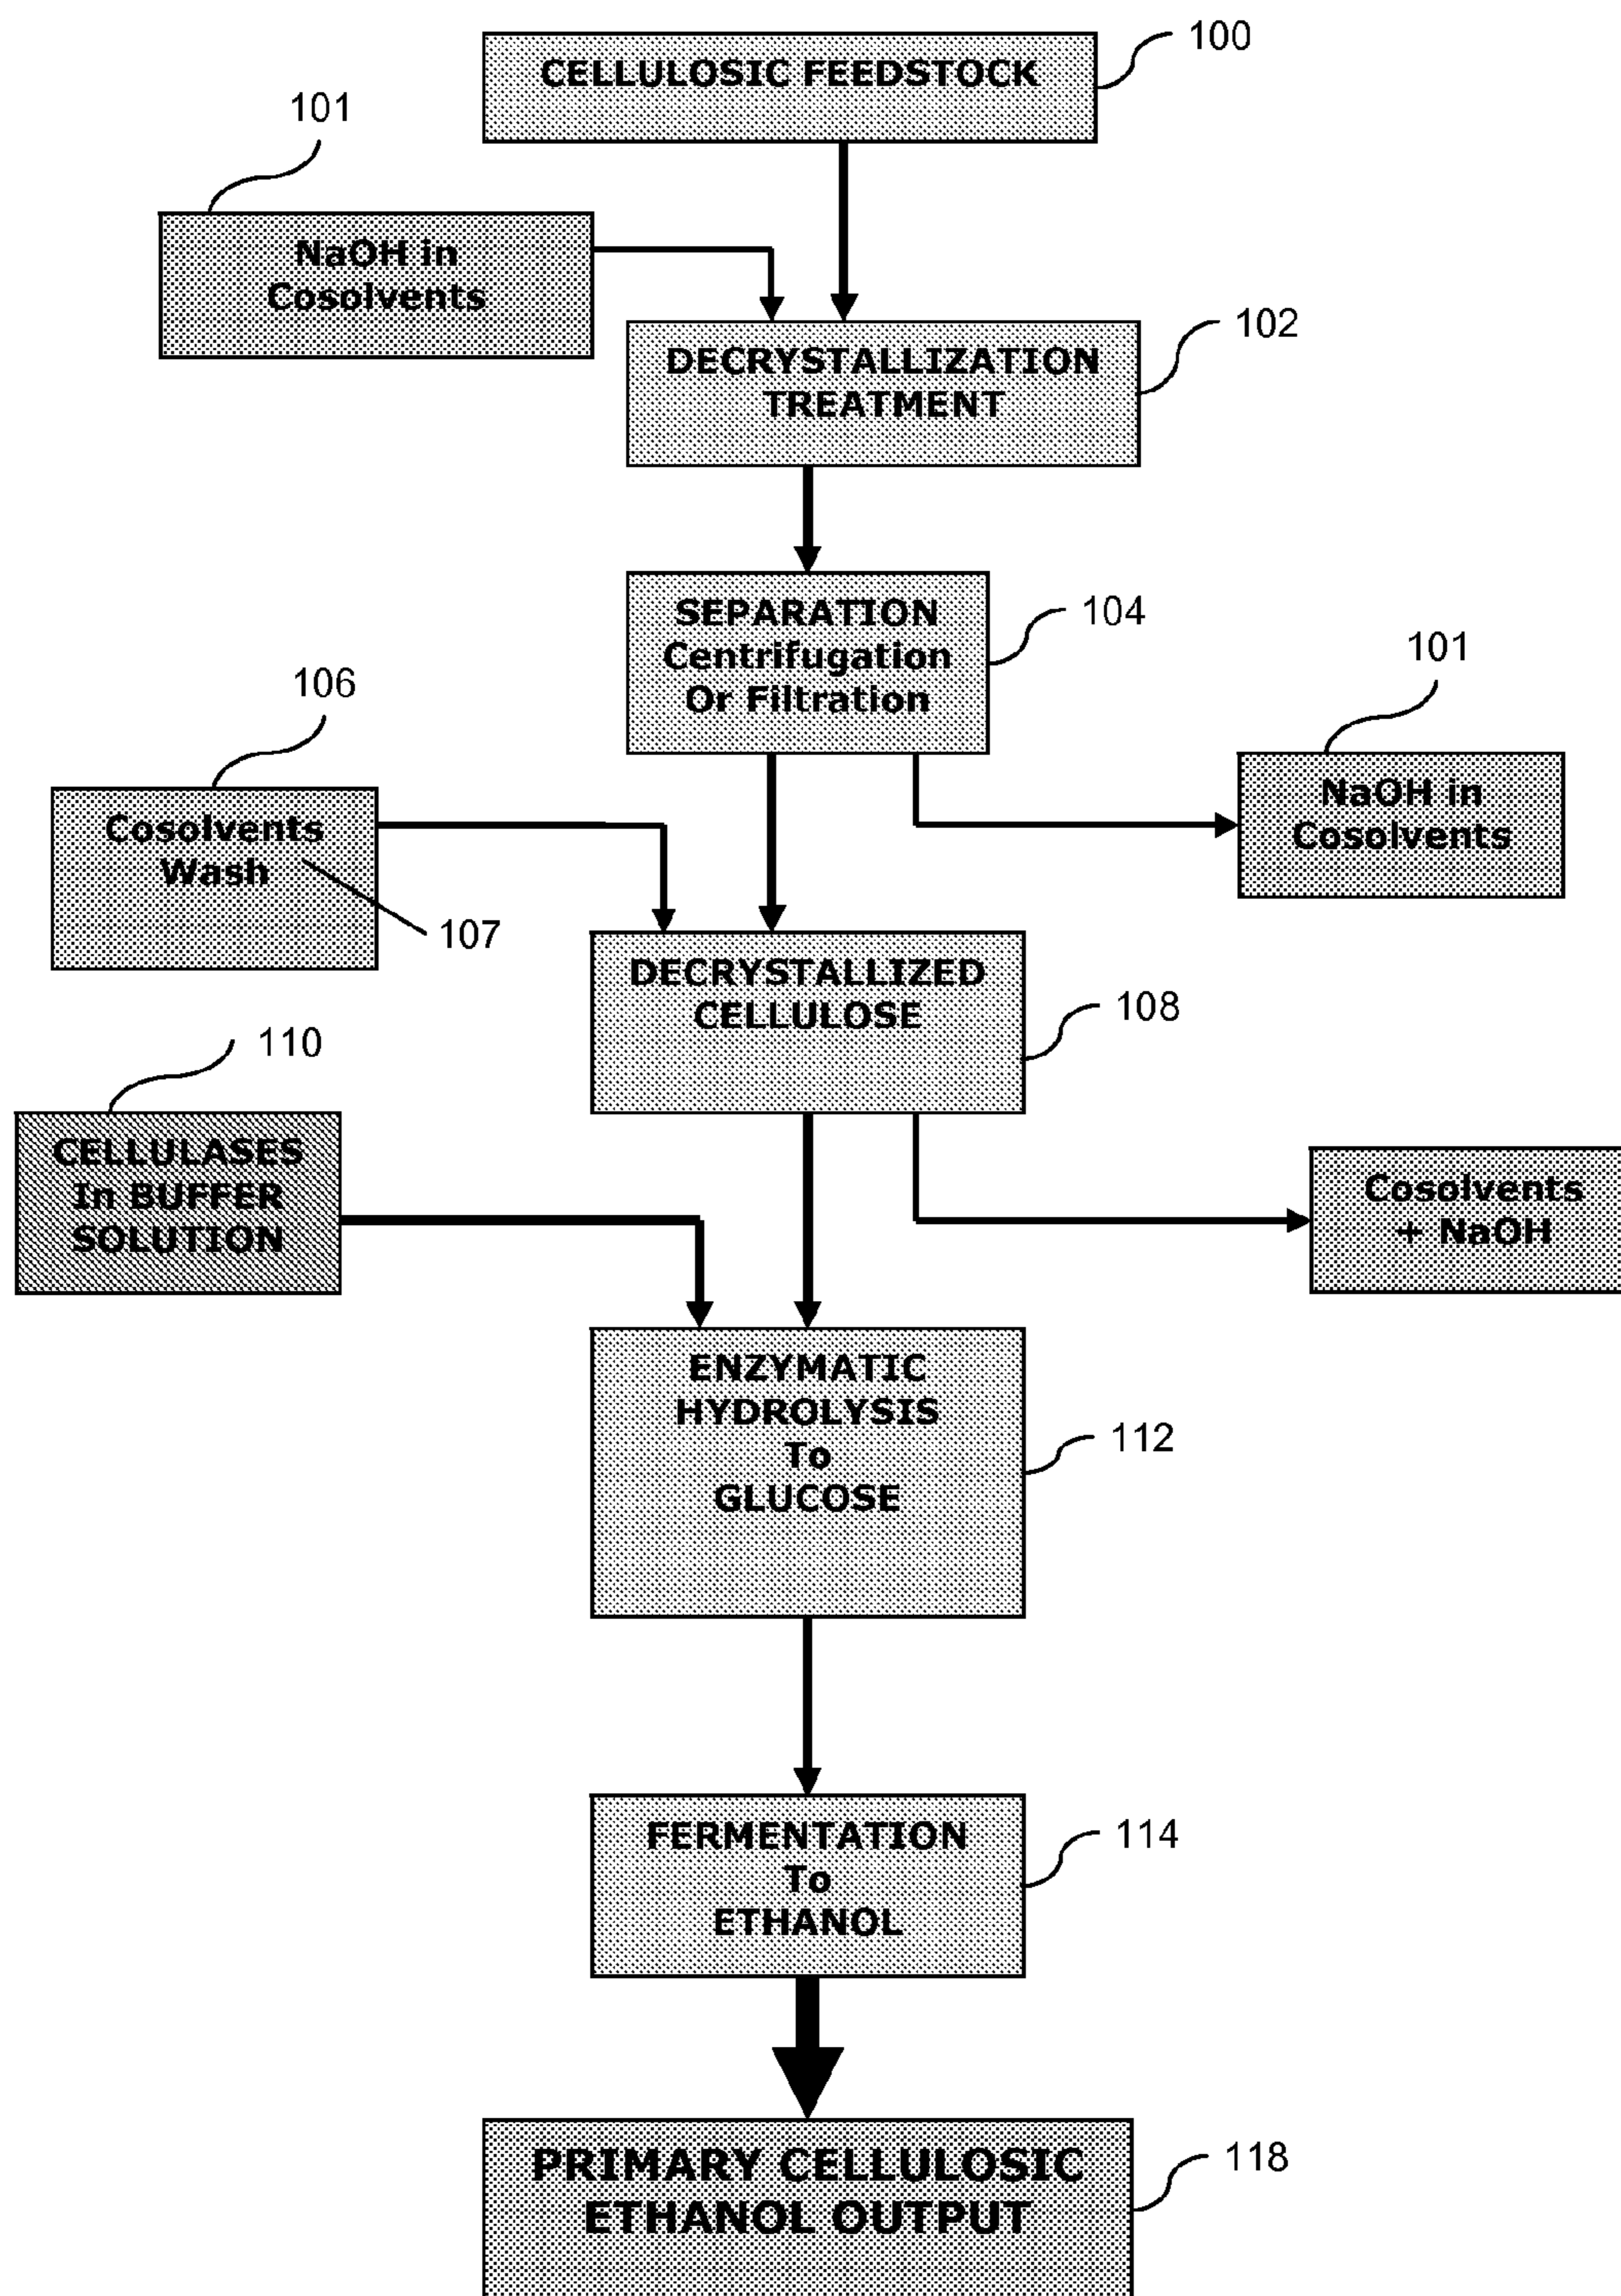 CELLULOSIC FEEDSTOCK
100
101
NaOH in
Cosolvents
DECRYSTALLIZATION
TREATMENT
102
SEPARATION
Centrifugation
Or Filtration
104
101
NaOH in
Cosolvents
106
Cosolvents
Wash
107
DECRYSTALLIZED
CELLULOSE
108
110
CELLULASES
In BUFFER
SOLUTION
Cosolvents
+ NaOH
ENZYMATIC
HYDROLYSIS
To
GLUCOSE
112
FERMENTATION
To
ETHANOL
114
PRIMARY CELLULOSIC
ETHANOL OUTPUT
118